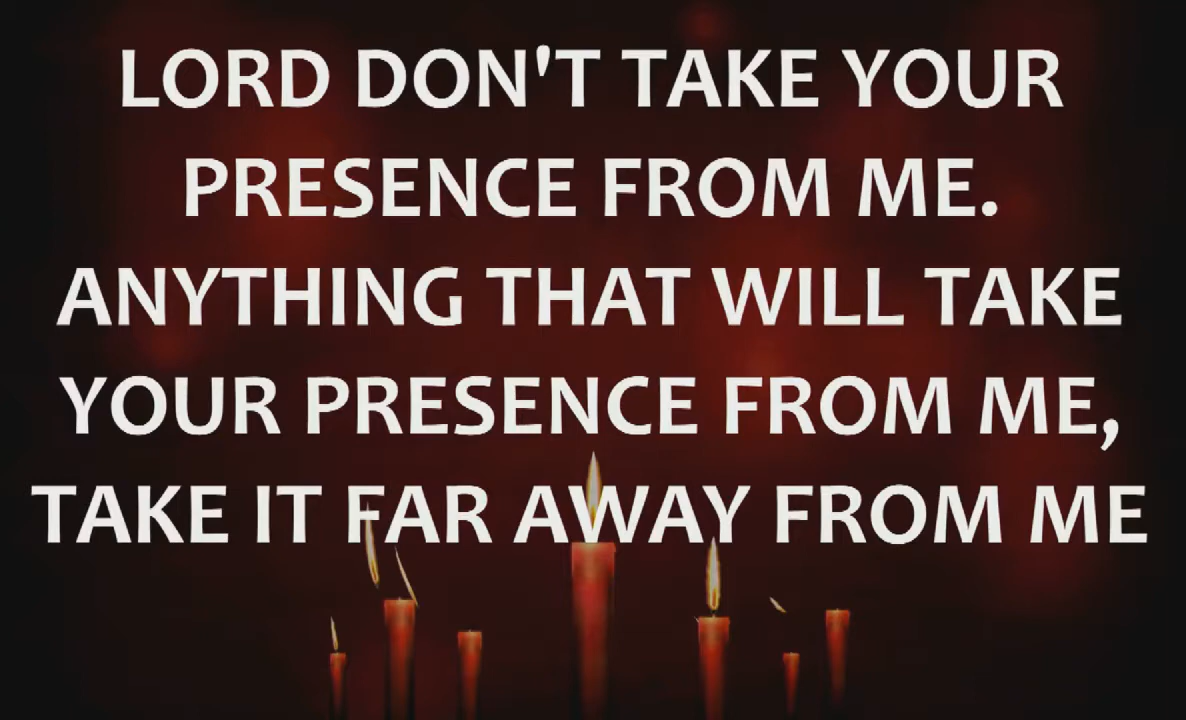 LORD DON'T TAKE YOUR
PRESENCE FROM ME.
ANYTHING THAT WILL TAKE
YOUR PRESENCE FROM ME,
TAKE IT FAR AWAY FROM ME